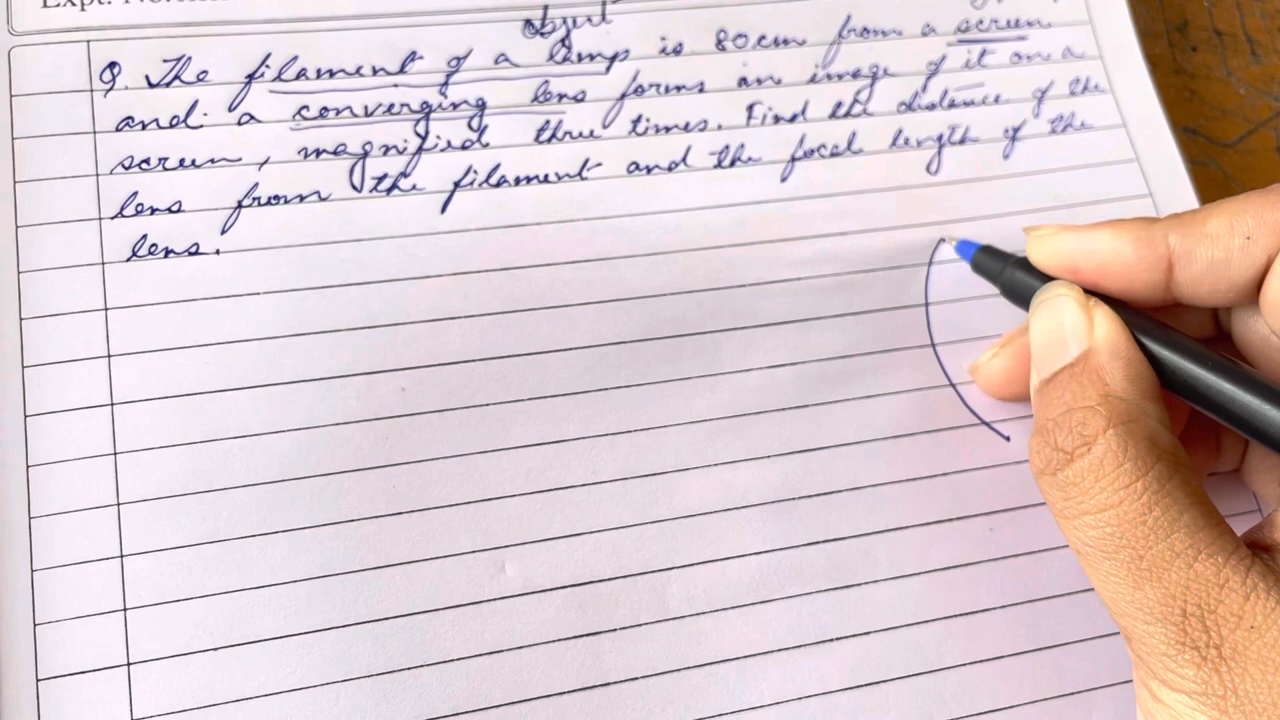 Expt. No.
object
Q. The filament of a lamp is 80cm from a screen
and a converging lens forms an image of it on a
screen, magnified three times. Find the distance of the
lens from the filament and the focal length of the
lens.